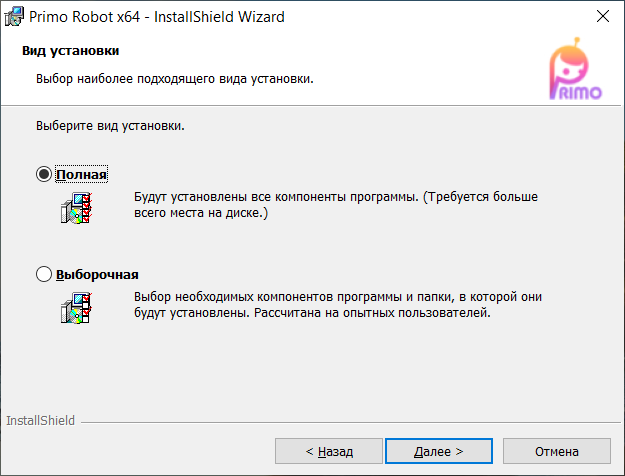 Primo Robot x64 - InstallShield Wizard
Вид установки
Выбор наиболее подходящего вида установки.
PRIMO
Выберите вид установки.
Полная
Будут установлены все компоненты программы. (Требуется больше
всего места на диске.)
Выборочная
Выбор необходимых компонентов программы и папки, в которой они
будут установлены. Рассчитана на опытных пользователей.
InstallShield
< Назад
Далее >
Отмена